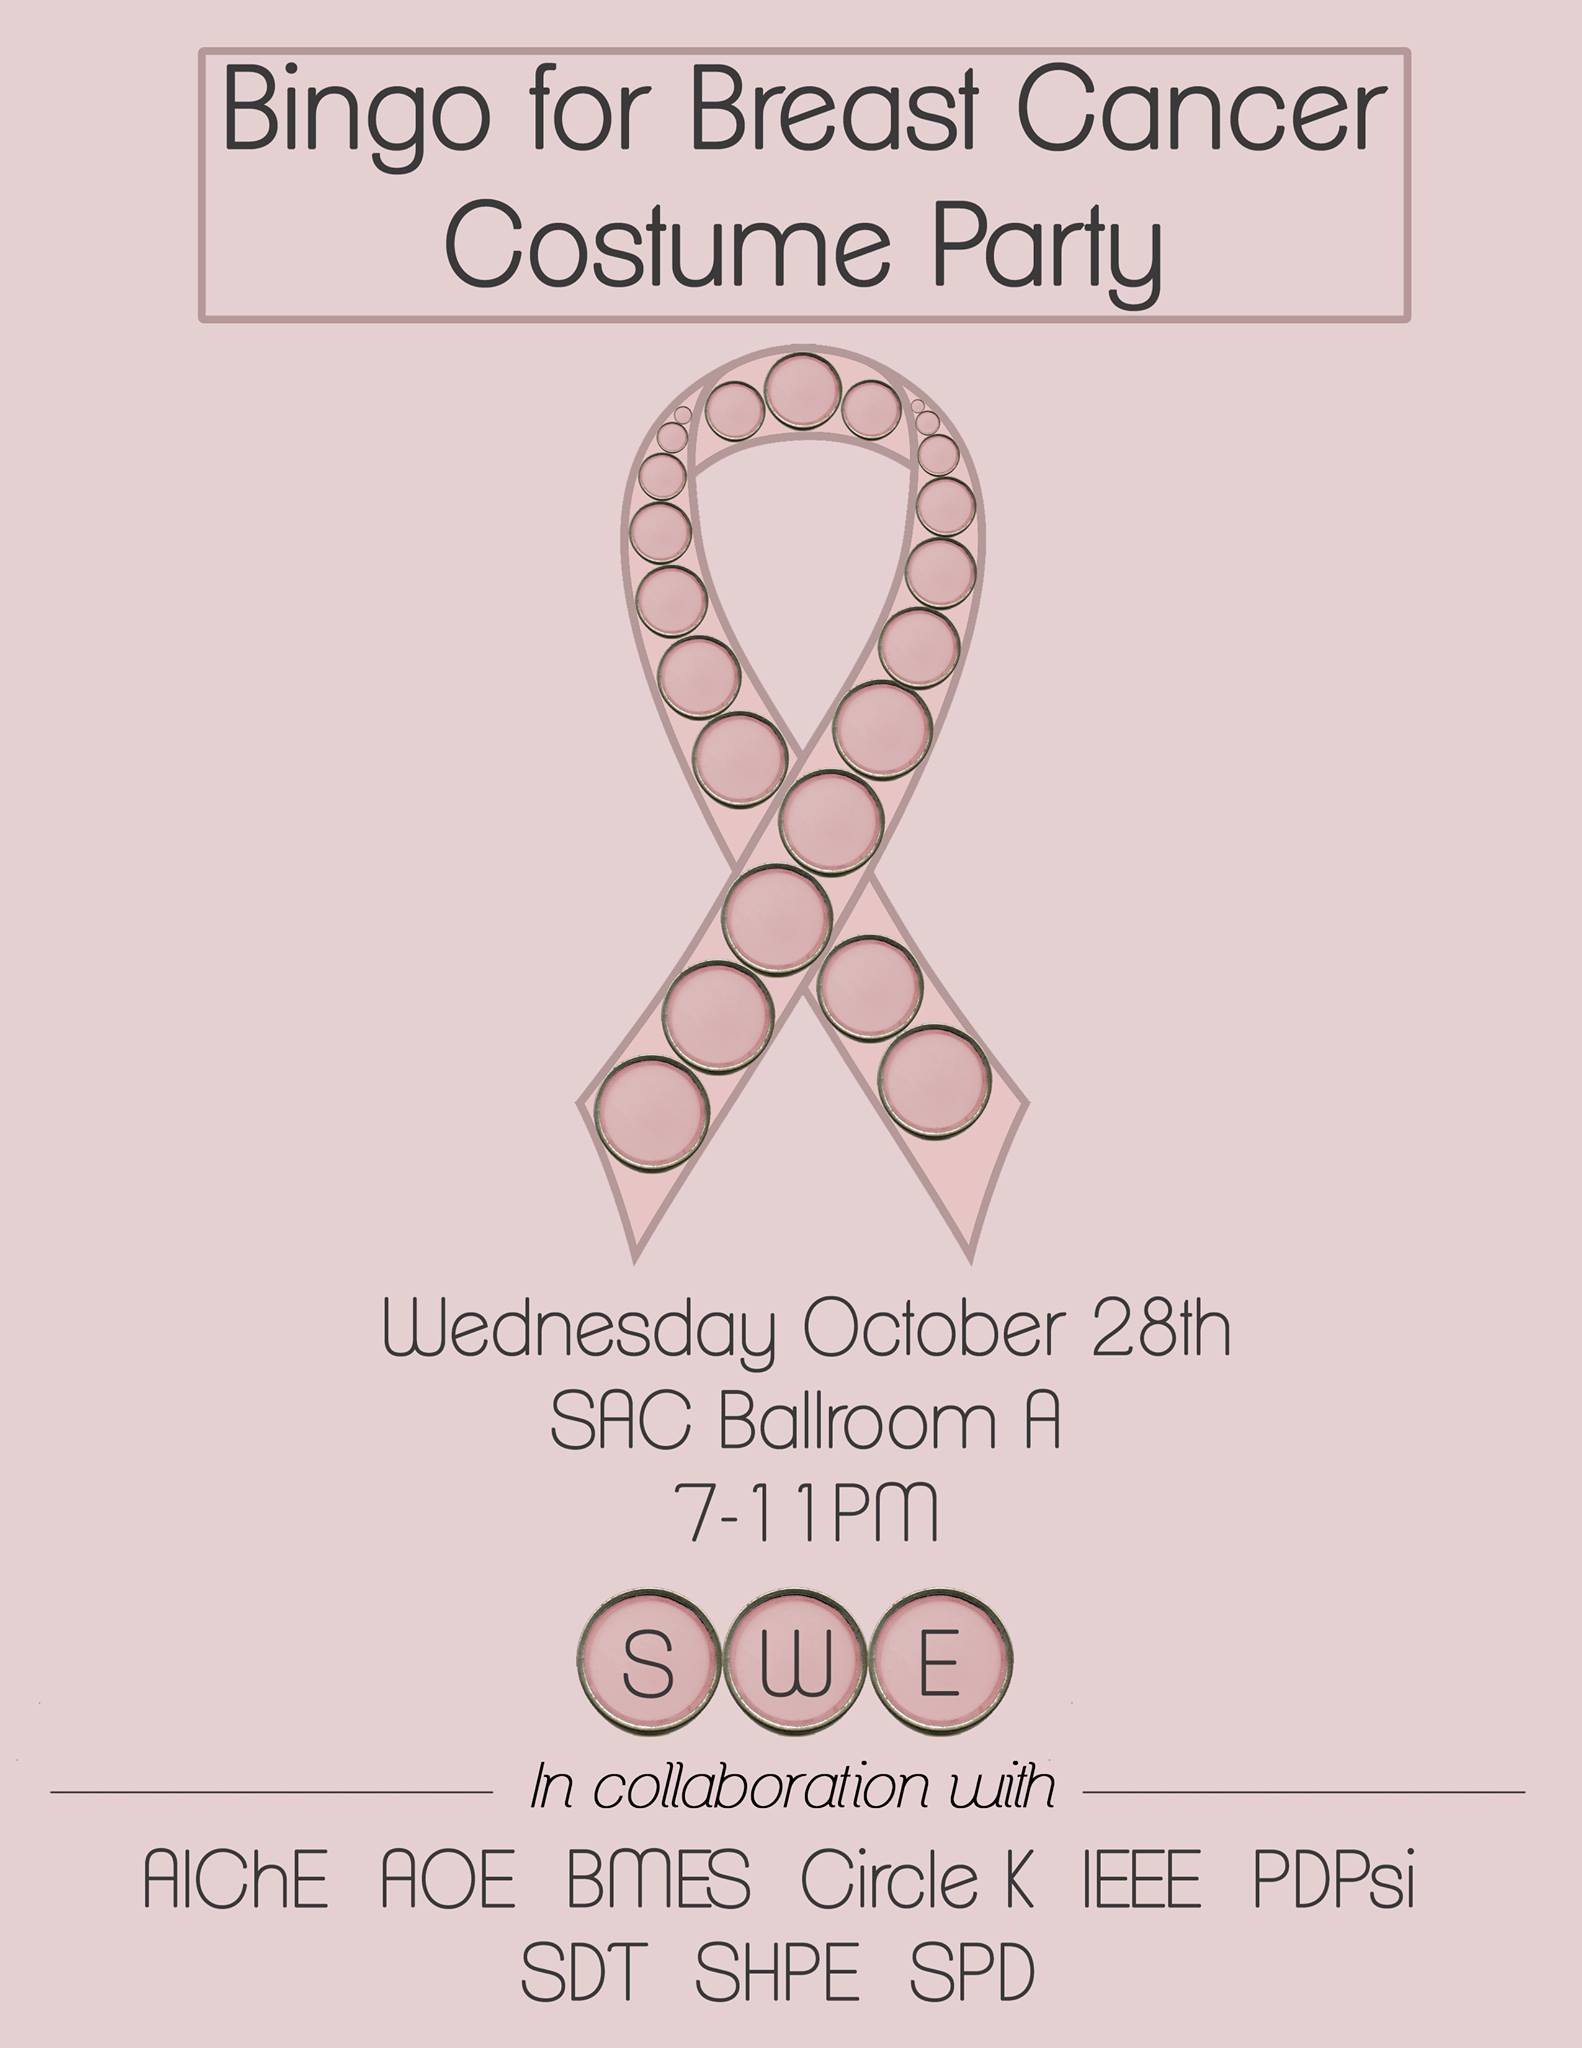 Bingo for Breast Cancer
Costume Party
Wednesday October 28th
SAC Ballroom A
7-11PM
S W E
In collaboration with
AIChE AOE BMES Circle K IEEE PDPsi
SDT SHPE SPD